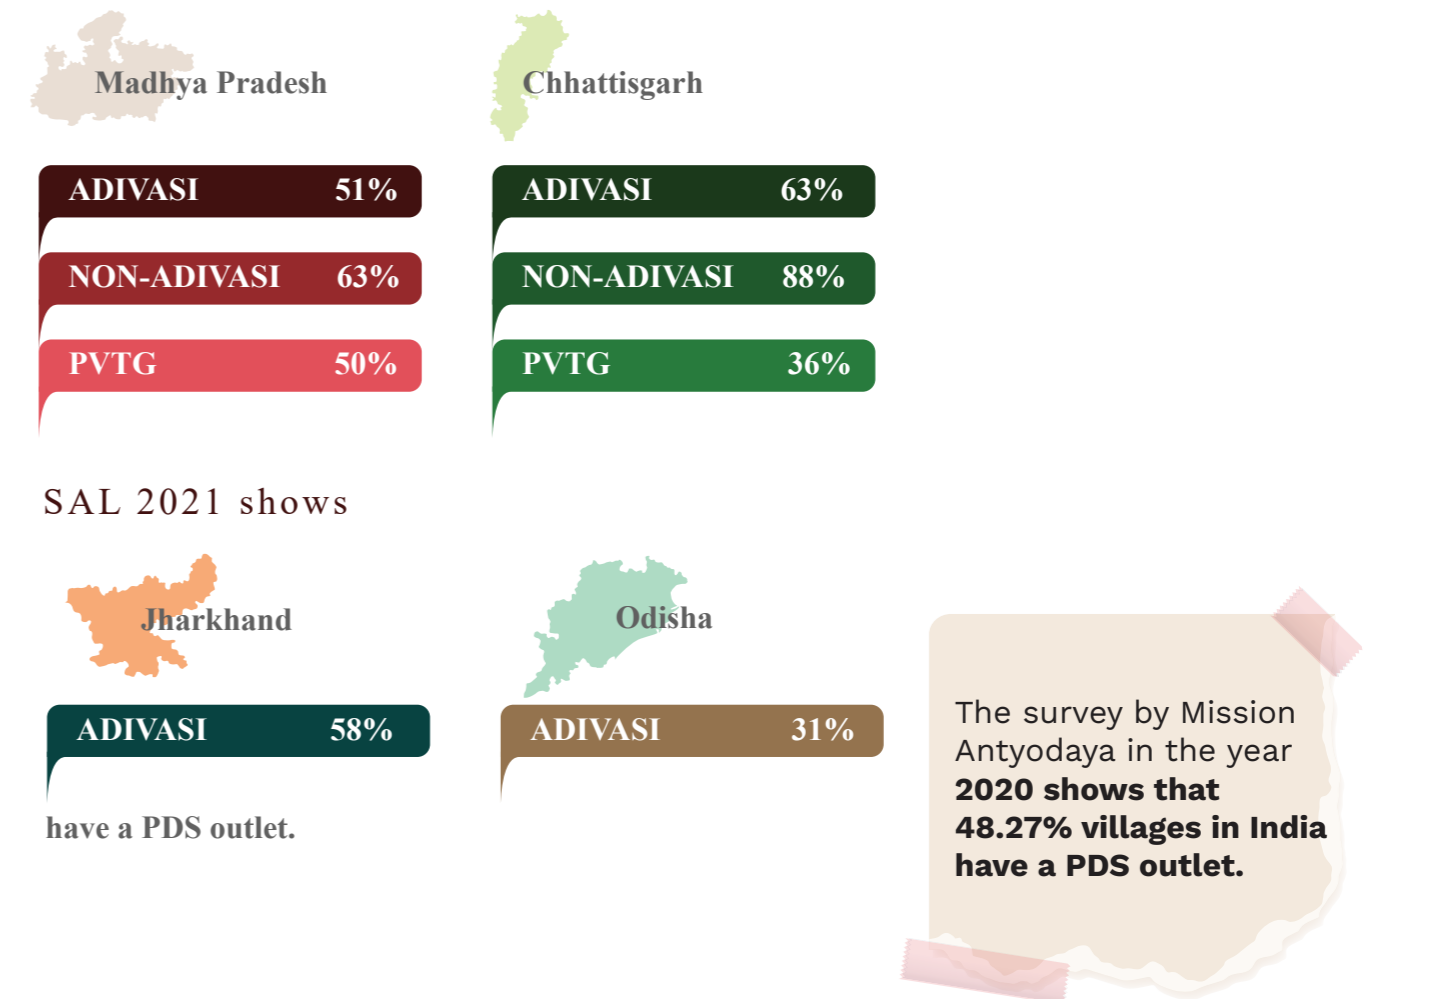 Madhya Pradesh
ADIVASI 51%
NON-ADIVASI 63%
PVTG 50%
Chhattisgarh
ADIVASI 63%
NON-ADIVASI 88%
PVTG 36%
SAL 2021 shows
Jharkhand
ADIVASI 58%
Odisha
ADIVASI 31%
have a PDS outlet.
The survey by Mission
Antyodaya in the year
2020 shows that
48.27% villages in India
have a PDS outlet.